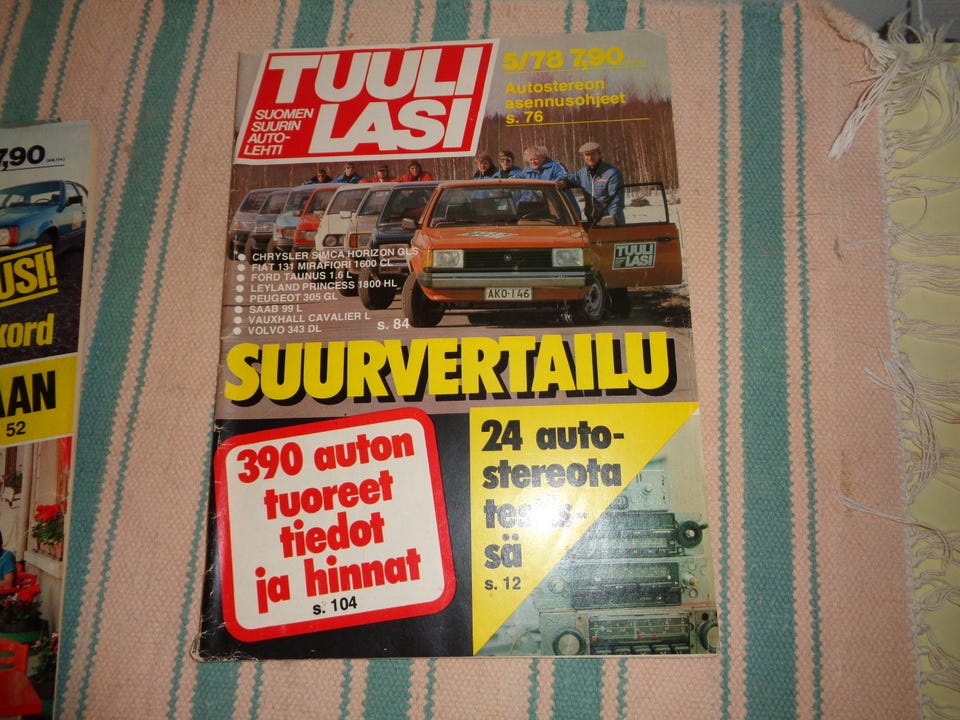 TUULI
LASI
SUOMEN
SUURIN
AUTO-
LEHTI
5/78 7,90
Autostereon
asennusohjeet
s. 76
CHRYSLER SIMCA HORIZON GLS
FIAT 131 MIRAFIORI 1600 CL
FORD TAUNUS 1.6 L
LEYLAND PRINCESS 1800 HL
PEUGEOT 305 GL
SAAB 99 L
VAUXHALL CAVALIER L
VOLVO 343 DL
s. 84
TUULI
LASI
AKO-146
SUURVERTAILU
390 auton
tuoreet
tiedot
ja hinnat
s. 104
24 auto-
stereota
testis-
sä
s. 12
7,90
USI!
kord
AAN
52